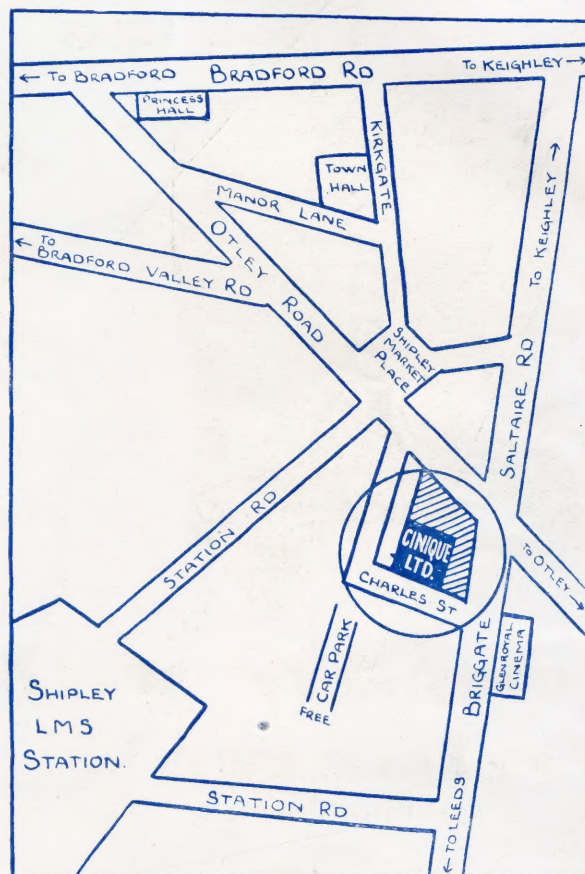 ← TO BRADFORD
BRADFORD RD
TO KEIGHLEY →
PRINCESS
HALL
KIRKGATE
TOWN
HALL
MANOR LANE
TO KEIGHLEY →
← TO
BRADFORD VALLEY RD
OTLEY ROAD
SHIPLEY
MARKET
PLACE
SALTAIRE RD
STATION RD
CINIQUE
LTD.
TO OTLEY →
CHARLES ST
CAR PARK
FREE
BRIGGATE
GLENROYAL
CINEMA
SHIPLEY
LMS
STATION.
STATION RD
← TO LEEDS